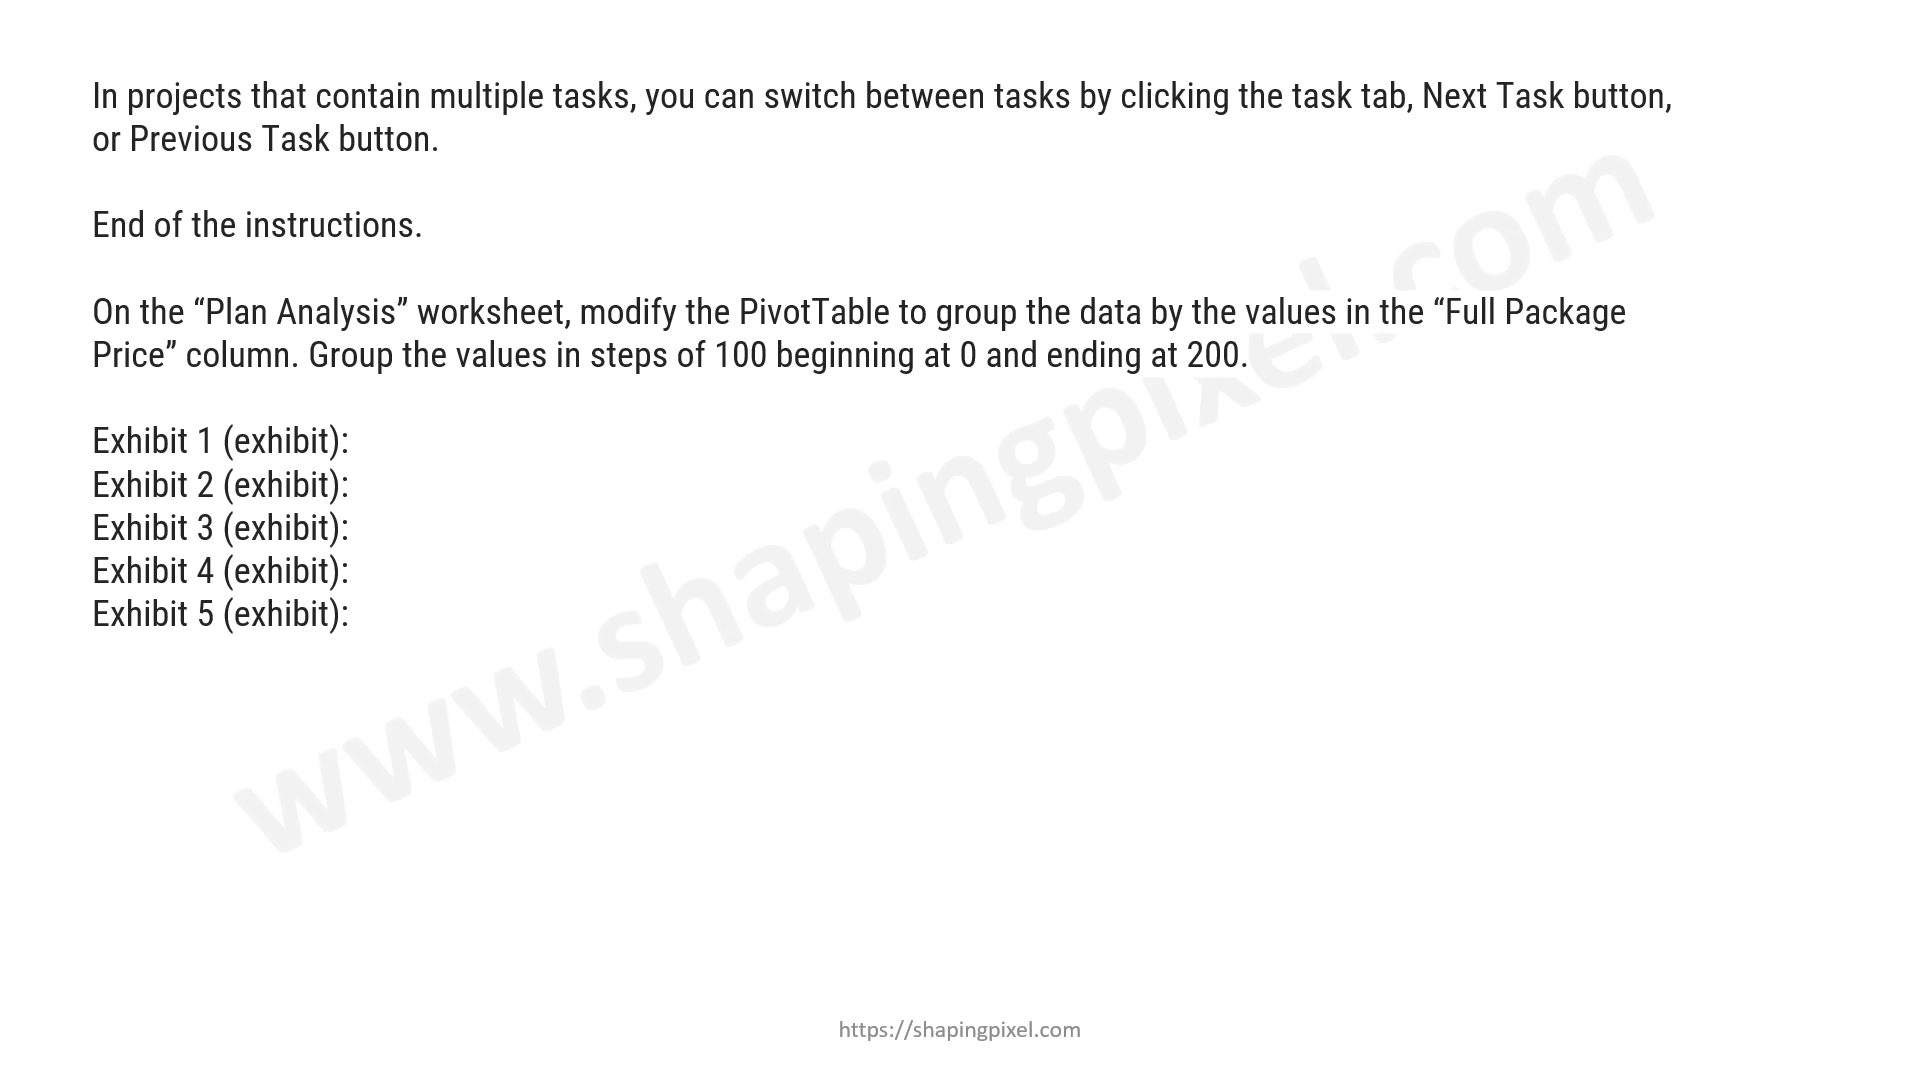 In projects that contain multiple tasks, you can switch between tasks by clicking the task tab, Next Task button,
or Previous Task button.
End of the instructions.
On the “Plan Analysis” worksheet, modify the PivotTable to group the data by the values in the “Full Package
Price” column. Group the values in steps of 100 beginning at 0 and ending at 200.
Exhibit 1 (exhibit):
Exhibit 2 (exhibit):
Exhibit 3 (exhibit):
Exhibit 4 (exhibit):
Exhibit 5 (exhibit):
www.shapingpixel.com
https://shapingpixel.com